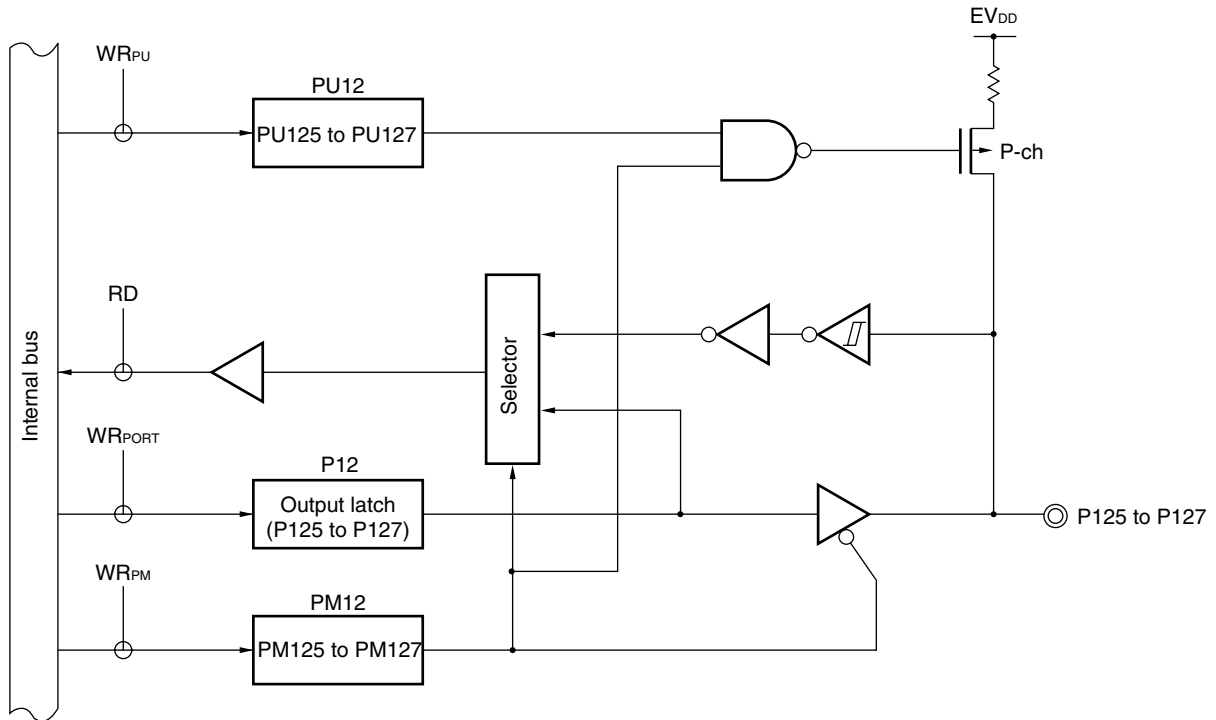 EVDD
WRPU
PU12
PU125 to PU127
P-ch
RD
Selector
Internal bus
WRPORT
P12
Output latch
(P125 to P127)
P125 to P127
WRPM
PM12
PM125 to PM127